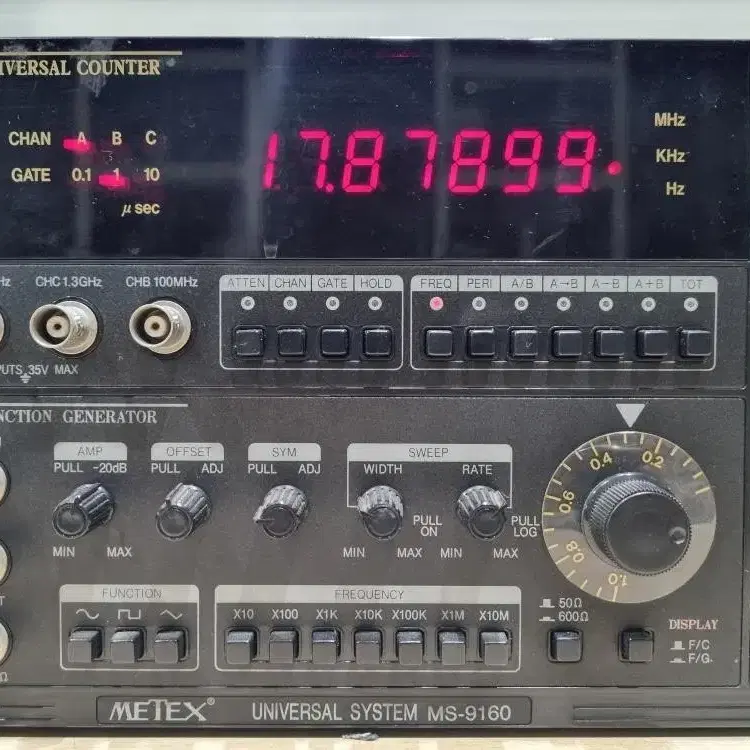 IVERSAL COUNTER
CHAN A B C
GATE 0.1 1 10
μ sec
17.87899.
MHz
KHz
Hz
Hz CHC 1.3GHz CHB 100MHz
PUTS 35V MAX
ATTEN CHAN GATE HOLD
FREQ PERI A/B A→B A−B A+B TOT
NCTION GENERATOR
AMP
PULL -20dB
MIN MAX
OFFSET
PULL ADJ
SYM
PULL ADJ
SWEEP
WIDTH RATE
PULL ON
PULL LOG
MIN MAX MIN MAX
0.2 0.4 0.6 0.8 1.0
FUNCTION
FREQUENCY
X10 X100 X1K X10K X100K X1M X10M
50Ω
600Ω
DISPLAY
F/C
F/G.
METEX® UNIVERSAL SYSTEM MS-9160